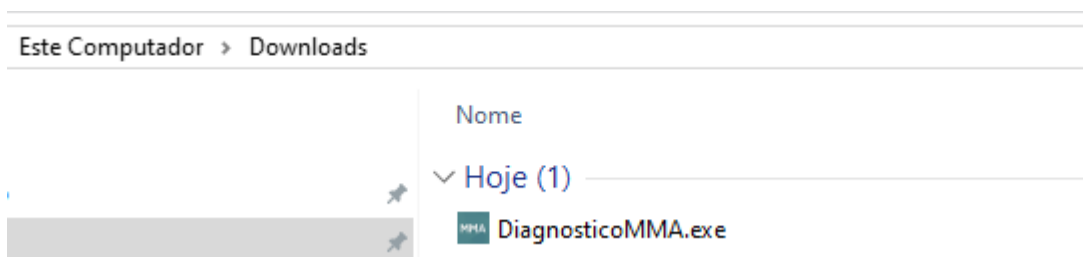 Este Computador > Downloads
Nome
Hoje (1)
MMA DiagnosticoMMA.exe